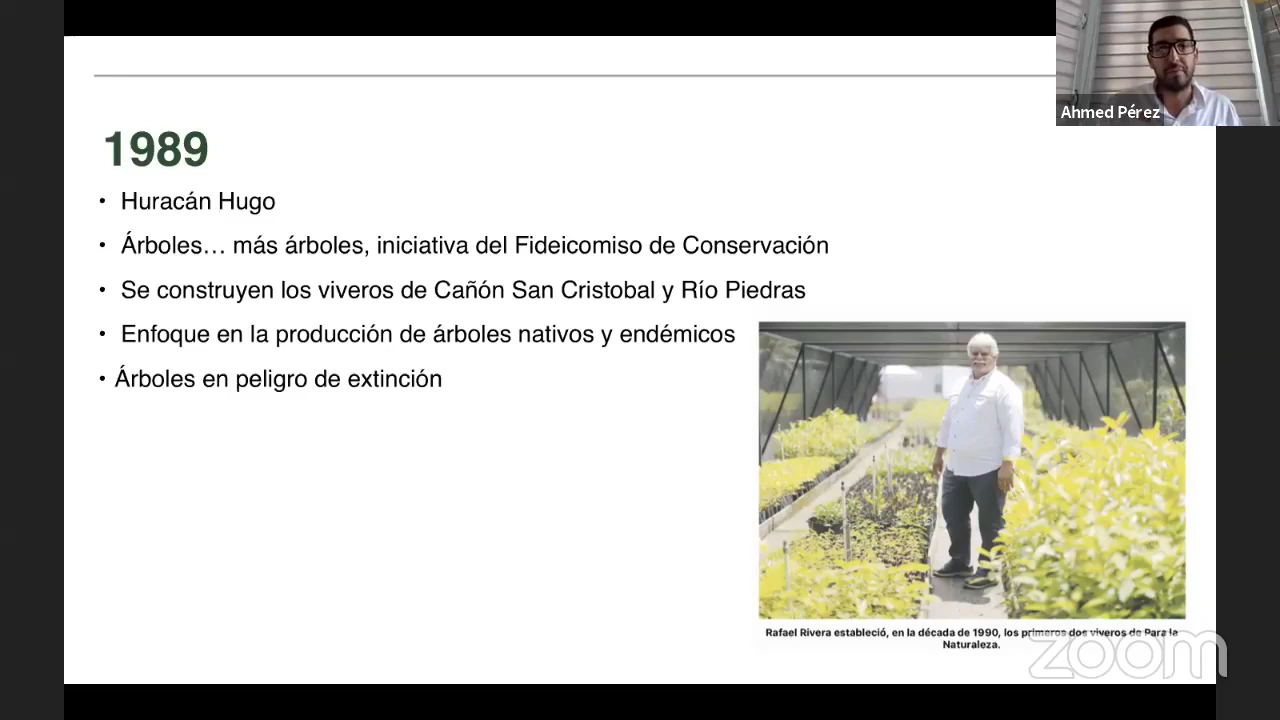 Ahmed Pérez
1989
• Huracán Hugo
• Árboles… más árboles, iniciativa del Fideicomiso de Conservación
• Se construyen los viveros de Cañón San Cristobal y Río Piedras
• Enfoque en la producción de árboles nativos y endémicos
• Árboles en peligro de extinción
Rafael Rivera estableció, en la década de 1990, los primeros dos viveros de Para la
Naturaleza.
zoom